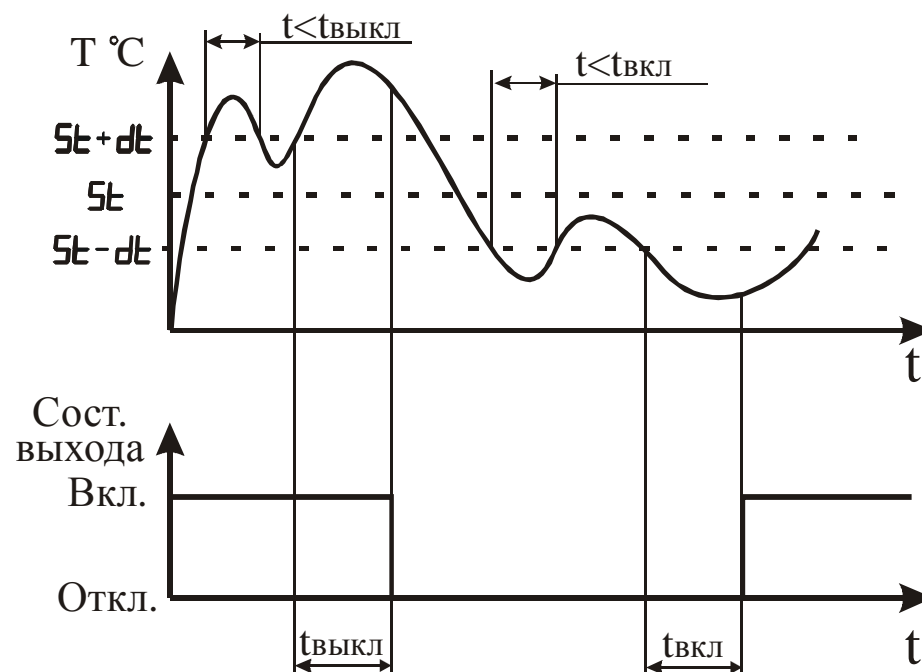 t<tвыкл
T °C
t<tвкл
St+dt
St
St-dt
t
Сост.
выхода
Вкл.
Откл.
t
tвыкл
tвкл